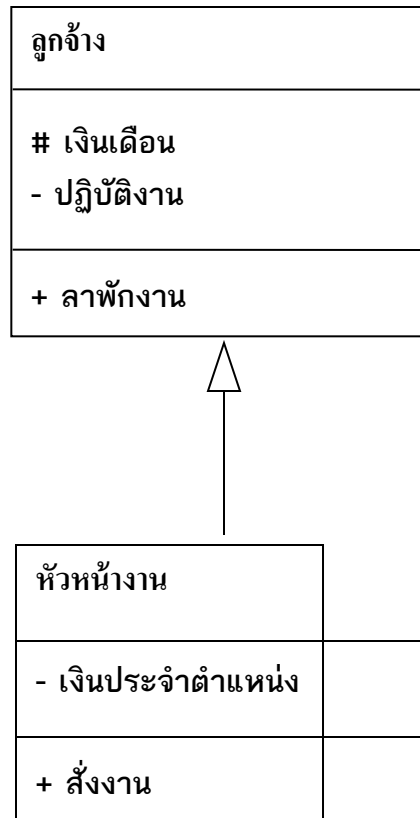 ลูกจ้าง
# เงินเดือน
- ปฏิบัติงาน
+ ลาพักงาน
หัวหน้างาน
- เงินประจำตำแหน่ง
+ สั่งงาน